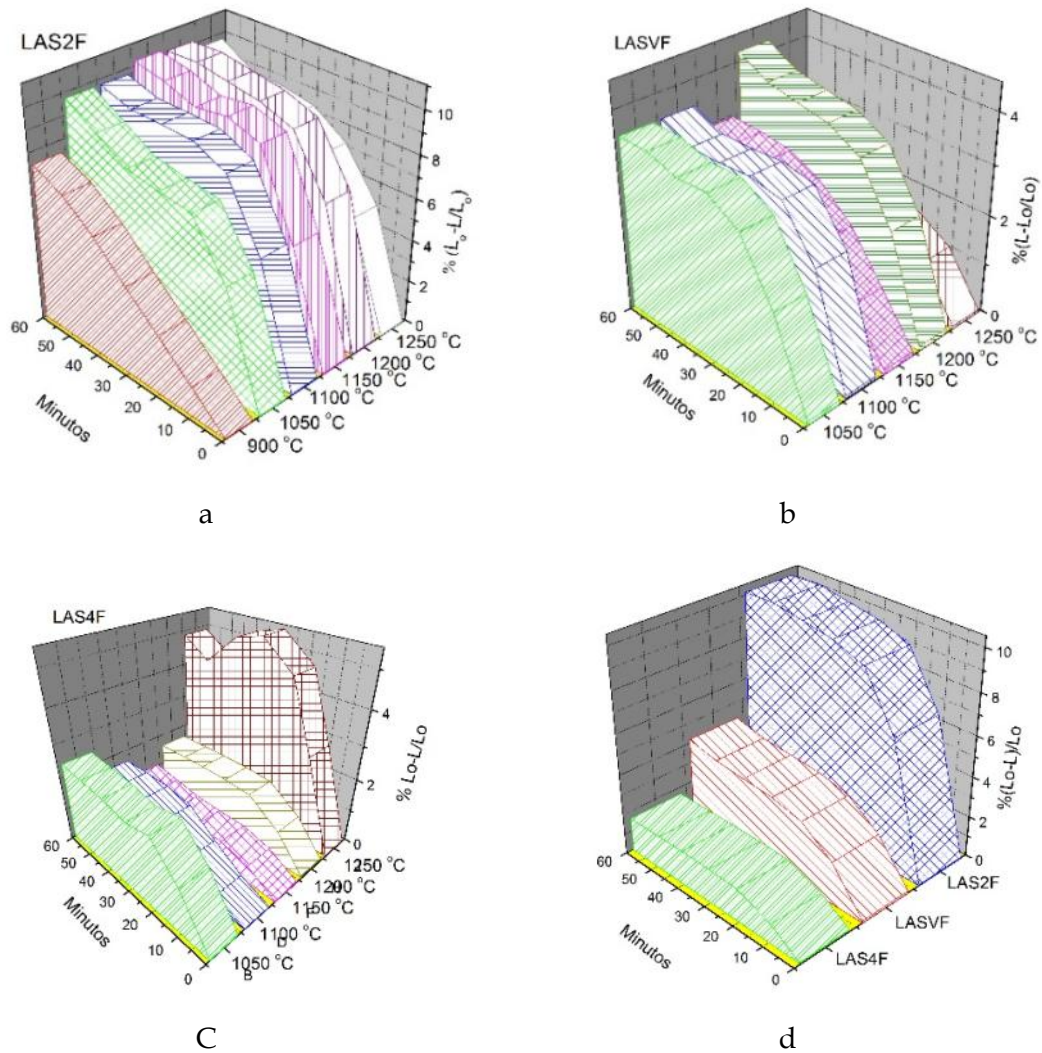 LAS2F
% (Lₒ-L/Lₒ)
10
8
6
4
2
0
60
50
40
30
20
10
0
Minutos
900 °C
1050 °C
1100 °C
1150 °C
1200 °C
1250 °C
a
LASVF
%(L-Lo/Lo)
4
2
0
60
50
40
30
20
10
0
Minutos
1050 °C
1100 °C
1150 °C
1200 °C
1250 °C
b
LAS4F
% Lo-L/Lo
4
2
0
60
50
40
30
20
10
0
Minutos
1050 °C
B
1100 °C
D
1150 °C
F
1200 °C
1250 °C
C
%(Lo-L)/Lo
10
8
6
4
2
0
60
50
40
30
20
10
0
Minutos
LAS4F
LASVF
LAS2F
d